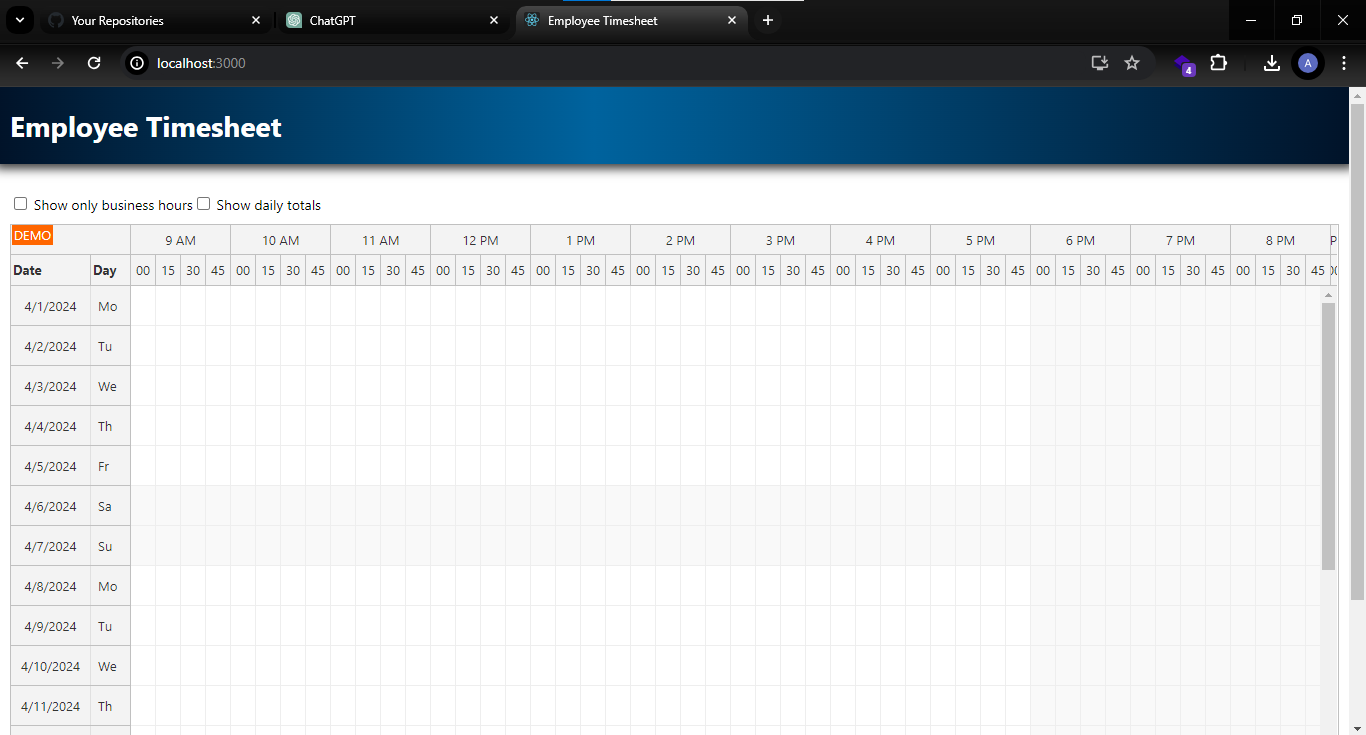 Your Repositories ChatGPT Employee Timesheet
localhost:3000 4 A
Employee Timesheet
Show only business hours Show daily totals
DEMO 9 AM 10 AM 11 AM 12 PM 1 PM 2 PM 3 PM 4 PM 5 PM 6 PM 7 PM 8 PM
Date Day 00 15 30 45 00 15 30 45 00 15 30 45 00 15 30 45 00 15 30 45 00 15 30 45 00 15 30 45 00 15 30 45 00 15 30 45 00 15 30 45 00 15 30 45 00 15 30 45
4/1/2024 Mo
4/2/2024 Tu
4/3/2024 We
4/4/2024 Th
4/5/2024 Fr
4/6/2024 Sa
4/7/2024 Su
4/8/2024 Mo
4/9/2024 Tu
4/10/2024 We
4/11/2024 Th